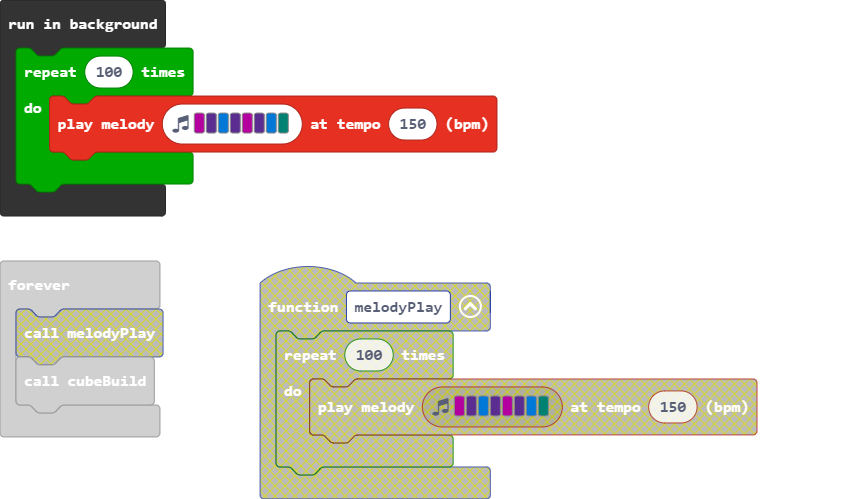 run in background
repeat 100 times
do
play melody at tempo 150 (bpm)
forever
call melodyPlay
call cubeBuild
function melodyPlay
repeat 100 times
do
play melody at tempo 150 (bpm)